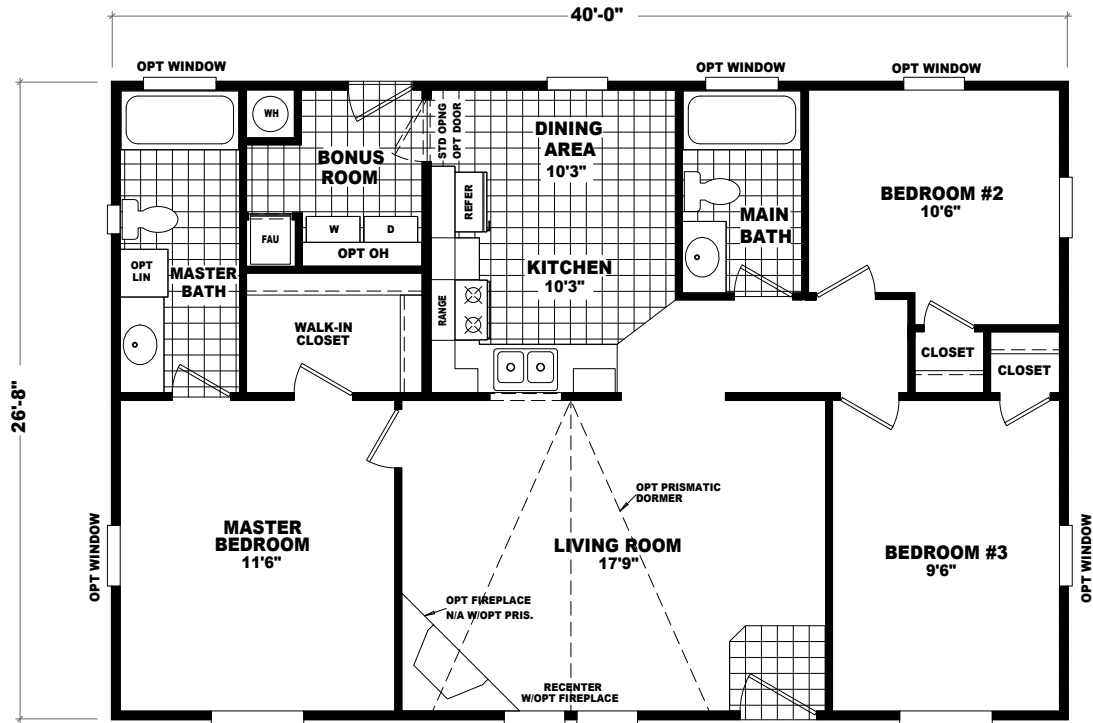 40'-0"
OPT WINDOW
OPT WINDOW
OPT WINDOW
26'-8"
WH
STD OPNG
OPT DOOR
DINING
AREA
10'3"
BONUS
ROOM
REFER
BEDROOM #2
10'6"
MAIN
BATH
W
D
FAU
OPT OH
OPT
LIN
MASTER
BATH
KITCHEN
10'3"
RANGE
WALK-IN
CLOSET
CLOSET
CLOSET
OPT PRISMATIC
DORMER
OPT WINDOW
MASTER
BEDROOM
11'6"
LIVING ROOM
17'9"
BEDROOM #3
9'6"
OPT WINDOW
OPT FIREPLACE
N/A W/OPT PRIS.
RECENTER
W/OPT FIREPLACE